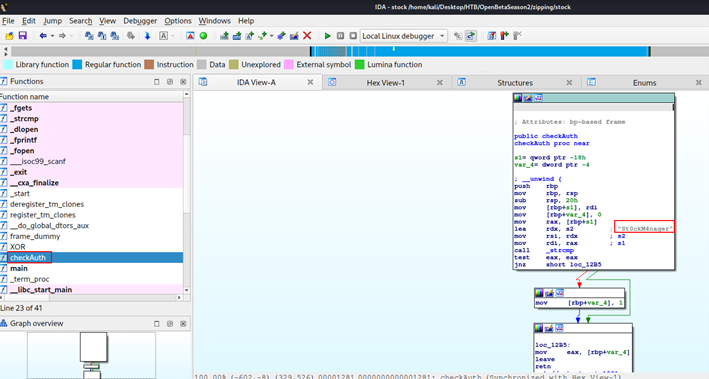 IDA - stock /home/kali/Desktop/HTB/OpenBetaSeason2/zipping/stock
File Edit Jump Search View Debugger Options Windows Help
Local Linux debugger
Library function Regular function Instruction Data Unexplored External symbol Lumina function
Functions
Function name
_fgets
_strcmp
_dlopen
_fprintf
_fopen
___isoc99_scanf
_exit
__cxa_finalize
_start
deregister_tm_clones
register_tm_clones
__do_global_dtors_aux
frame_dummy
XOR
checkAuth
main
_term_proc
__libc_start_main
Line 23 of 41
Graph overview
IDA View-A Hex View-1 Structures Enums
; Attributes: bp-based frame
public checkAuth
checkAuth proc near
s1= qword ptr -18h
var_4= dword ptr -4
; __unwind {
push rbp
mov rbp, rsp
sub rsp, 20h
mov [rbp+s1], rdi
mov [rbp+var_4], 0
mov rax, [rbp+s1]
lea rdx, s2 ; "St0ckM4nager"
mov rsi, rdx ; s2
mov rdi, rax ; s1
call _strcmp
test eax, eax
jnz short loc_12B5
mov [rbp+var_4], 1
loc_12B5:
mov eax, [rbp+var_4]
leave
retn
100.00% (-602,-8) (329,526) 00001281 0000000000001281: checkAuth (Synchronized with Hex View-1)